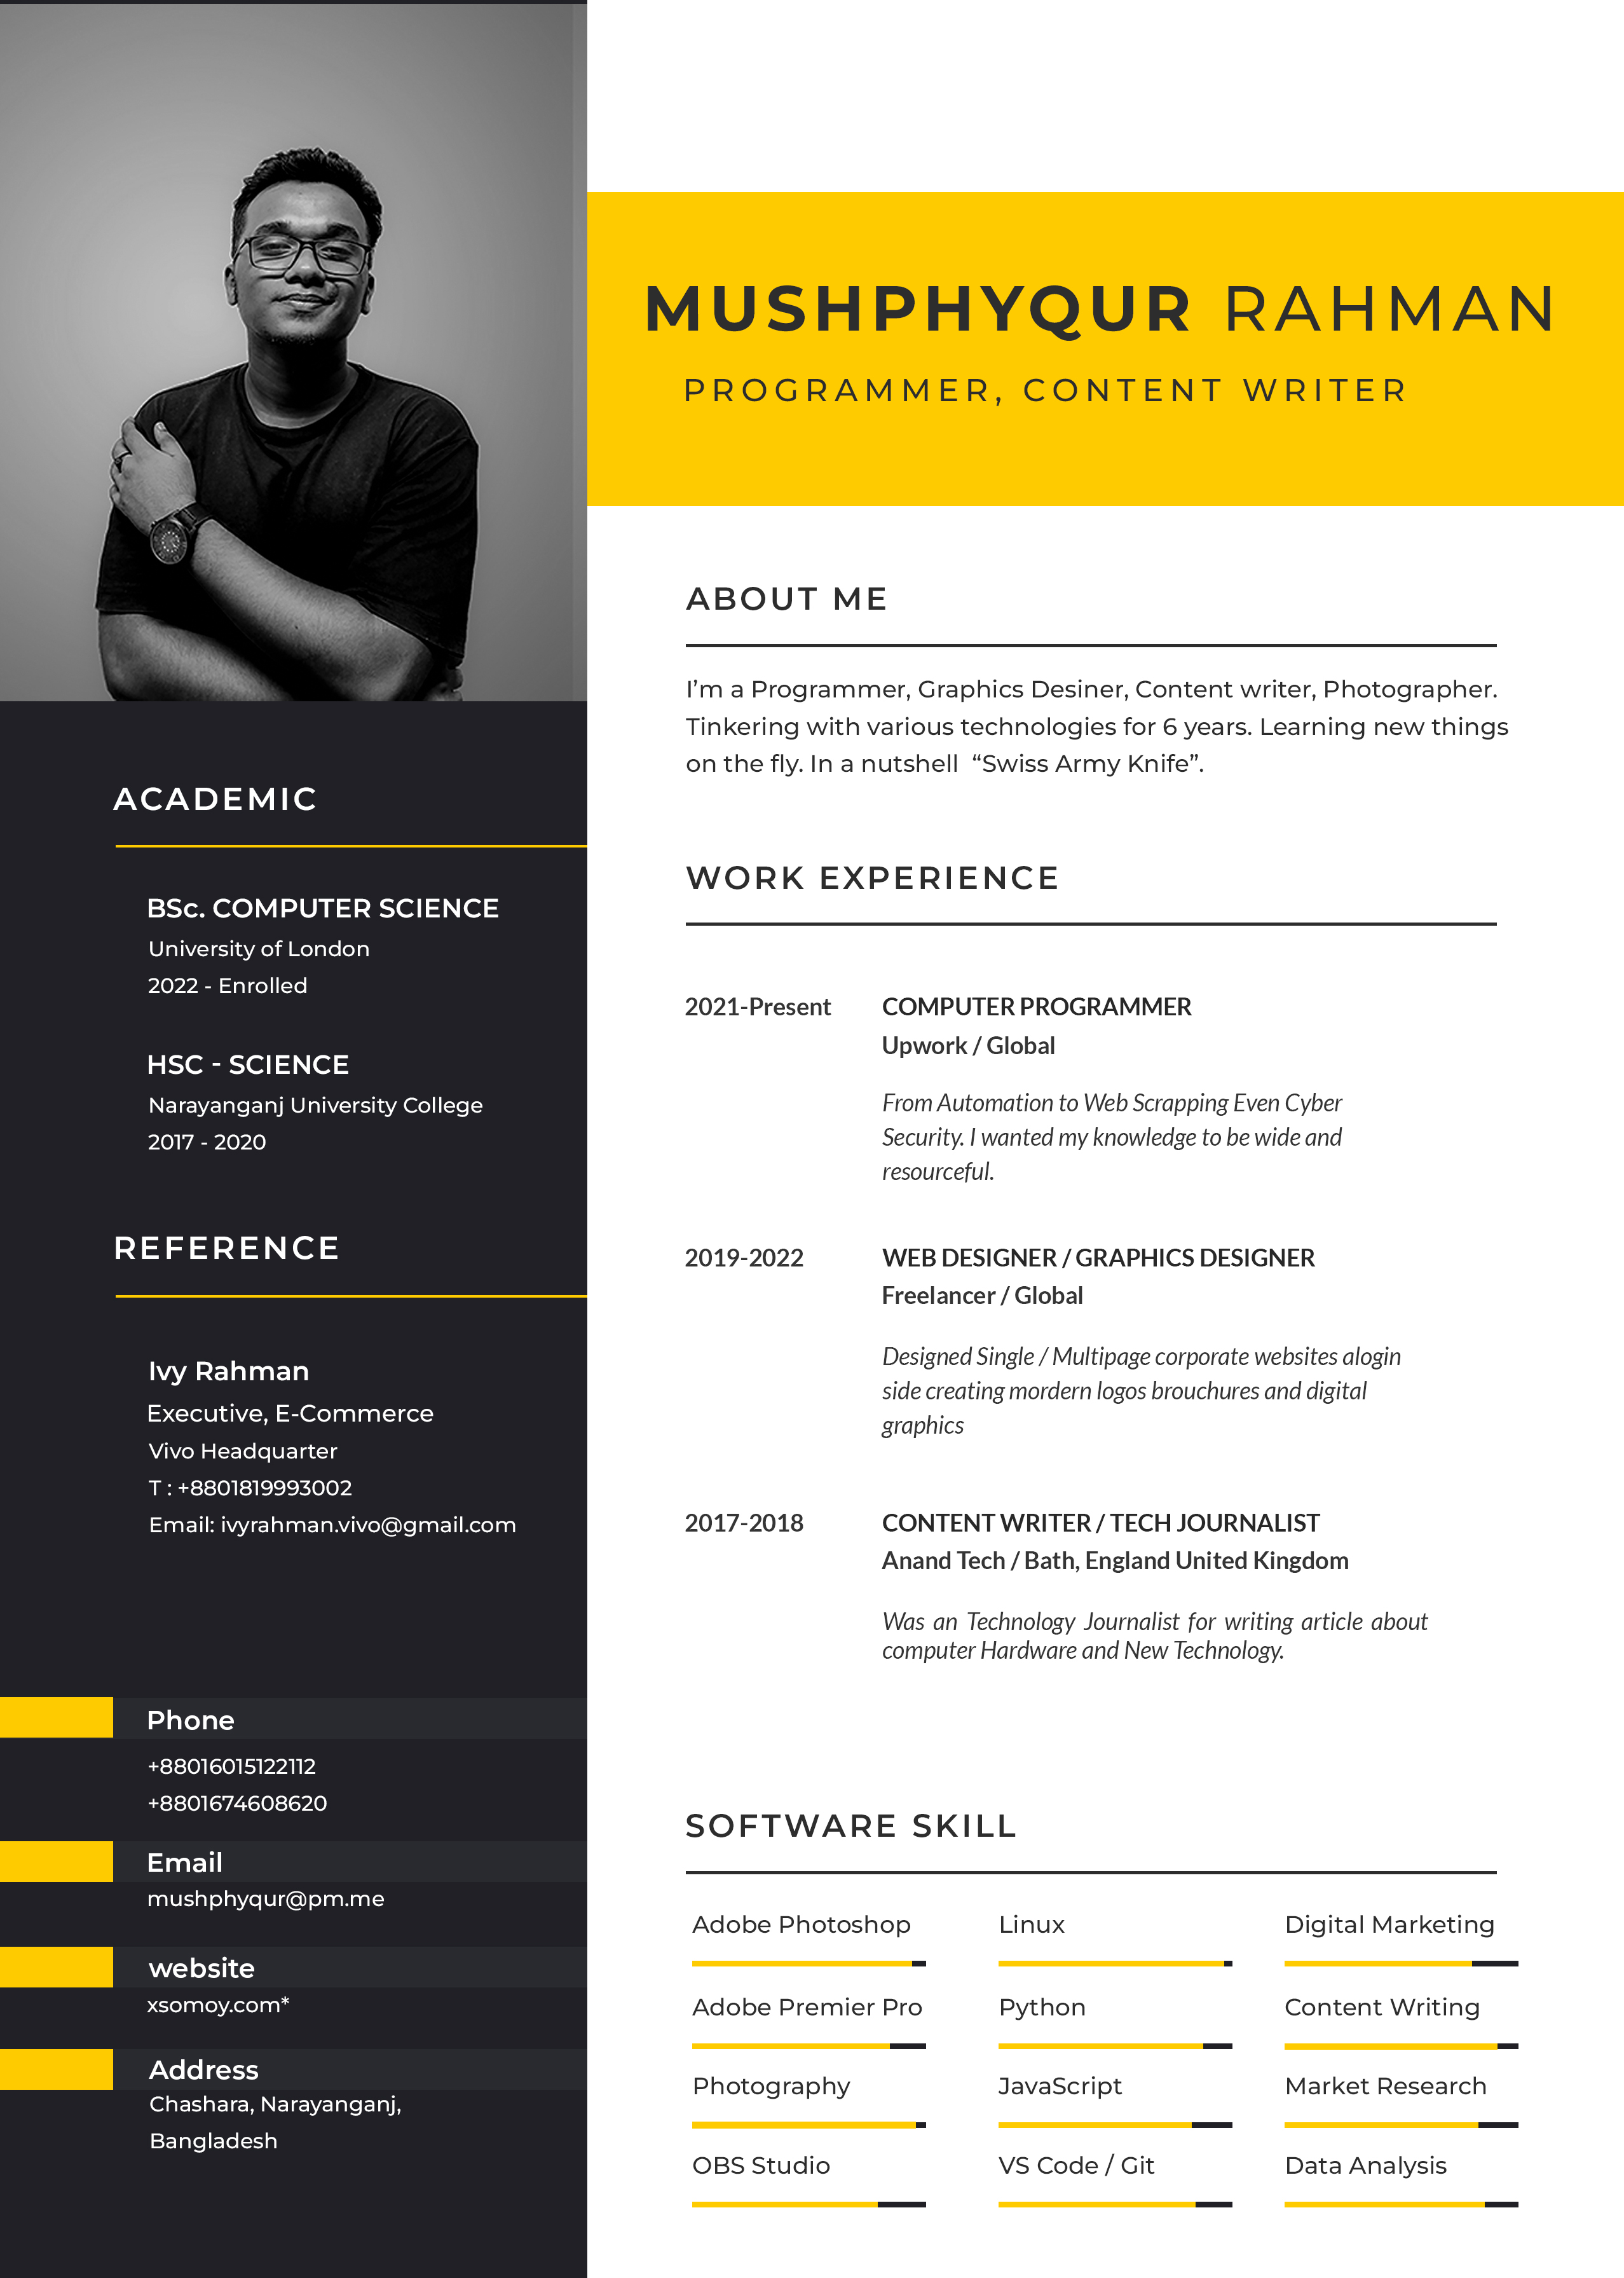 MUSHPHYQUR RAHMAN
PROGRAMMER, CONTENT WRITER
ABOUT ME
I’m a Programmer, Graphics Desiner, Content writer, Photographer.
Tinkering with various technologies for 6 years. Learning new things
on the fly. In a nutshell “Swiss Army Knife”.
WORK EXPERIENCE
2021-Present COMPUTER PROGRAMMER
Upwork / Global
From Automation to Web Scrapping Even Cyber
Security. I wanted my knowledge to be wide and
resourceful.
2019-2022 WEB DESIGNER / GRAPHICS DESIGNER
Freelancer / Global
Designed Single / Multipage corporate websites alogin
side creating mordern logos brouchures and digital
graphics
2017-2018 CONTENT WRITER / TECH JOURNALIST
Anand Tech / Bath, England United Kingdom
Was an Technology Journalist for writing article about
computer Hardware and New Technology.
SOFTWARE SKILL
Adobe Photoshop Linux Digital Marketing
Adobe Premier Pro Python Content Writing
Photography JavaScript Market Research
OBS Studio VS Code / Git Data Analysis
ACADEMIC
BSc. COMPUTER SCIENCE
University of London
2022 - Enrolled
HSC - SCIENCE
Narayanganj University College
2017 - 2020
REFERENCE
Ivy Rahman
Executive, E-Commerce
Vivo Headquarter
T : +8801819993002
Email: ivyrahman.vivo@gmail.com
Phone
+88016015122112
+8801674608620
Email
mushphyqur@pm.me
website
xsomoy.com*
Address
Chashara, Narayanganj,
Bangladesh